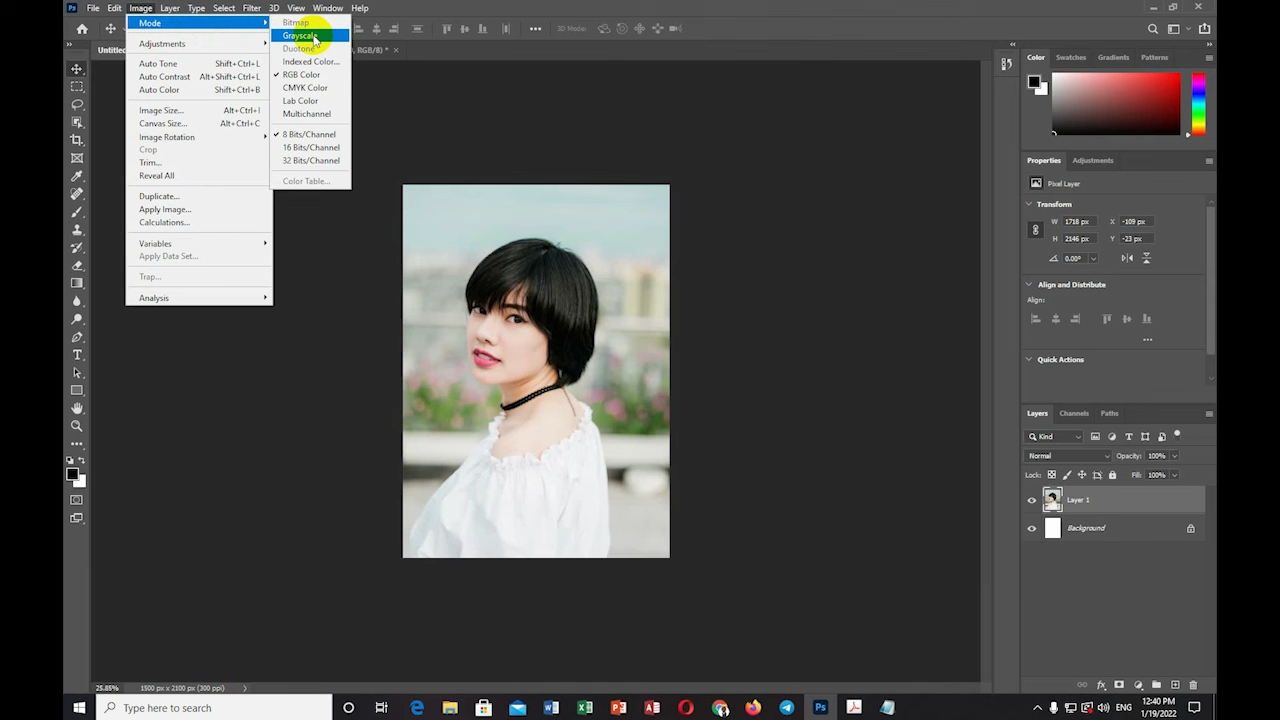 Ps File Edit Image Layer Type Select Filter 3D View Window Help
Mode
Adjustments
Auto Tone Shift+Ctrl+L
Auto Contrast Alt+Shift+Ctrl+L
Auto Color Shift+Ctrl+B
Image Size... Alt+Ctrl+I
Canvas Size... Alt+Ctrl+C
Image Rotation
Crop
Trim...
Reveal All
Duplicate...
Apply Image...
Calculations...
Variables
Apply Data Set...
Trap...
Analysis
Bitmap
Grayscale
Duotone
Indexed Color...
RGB Color
CMYK Color
Lab Color
Multichannel
8 Bits/Channel
16 Bits/Channel
32 Bits/Channel
Color Table...
3D Mode:
RGB/8) *
Color Swatches Gradients Patterns
Properties Adjustments
Pixel Layer
Transform
W 1718 px X -109 px
H 2146 px Y -23 px
0.00°
Align and Distribute
Align:
Quick Actions
Layers Channels Paths
Kind
Normal Opacity: 100%
Lock: Fill: 100%
Layer 1
Background
25.85% 1500 px x 2100 px (300 ppi)
Type here to search
ENG
12:40 PM
1/19/2022